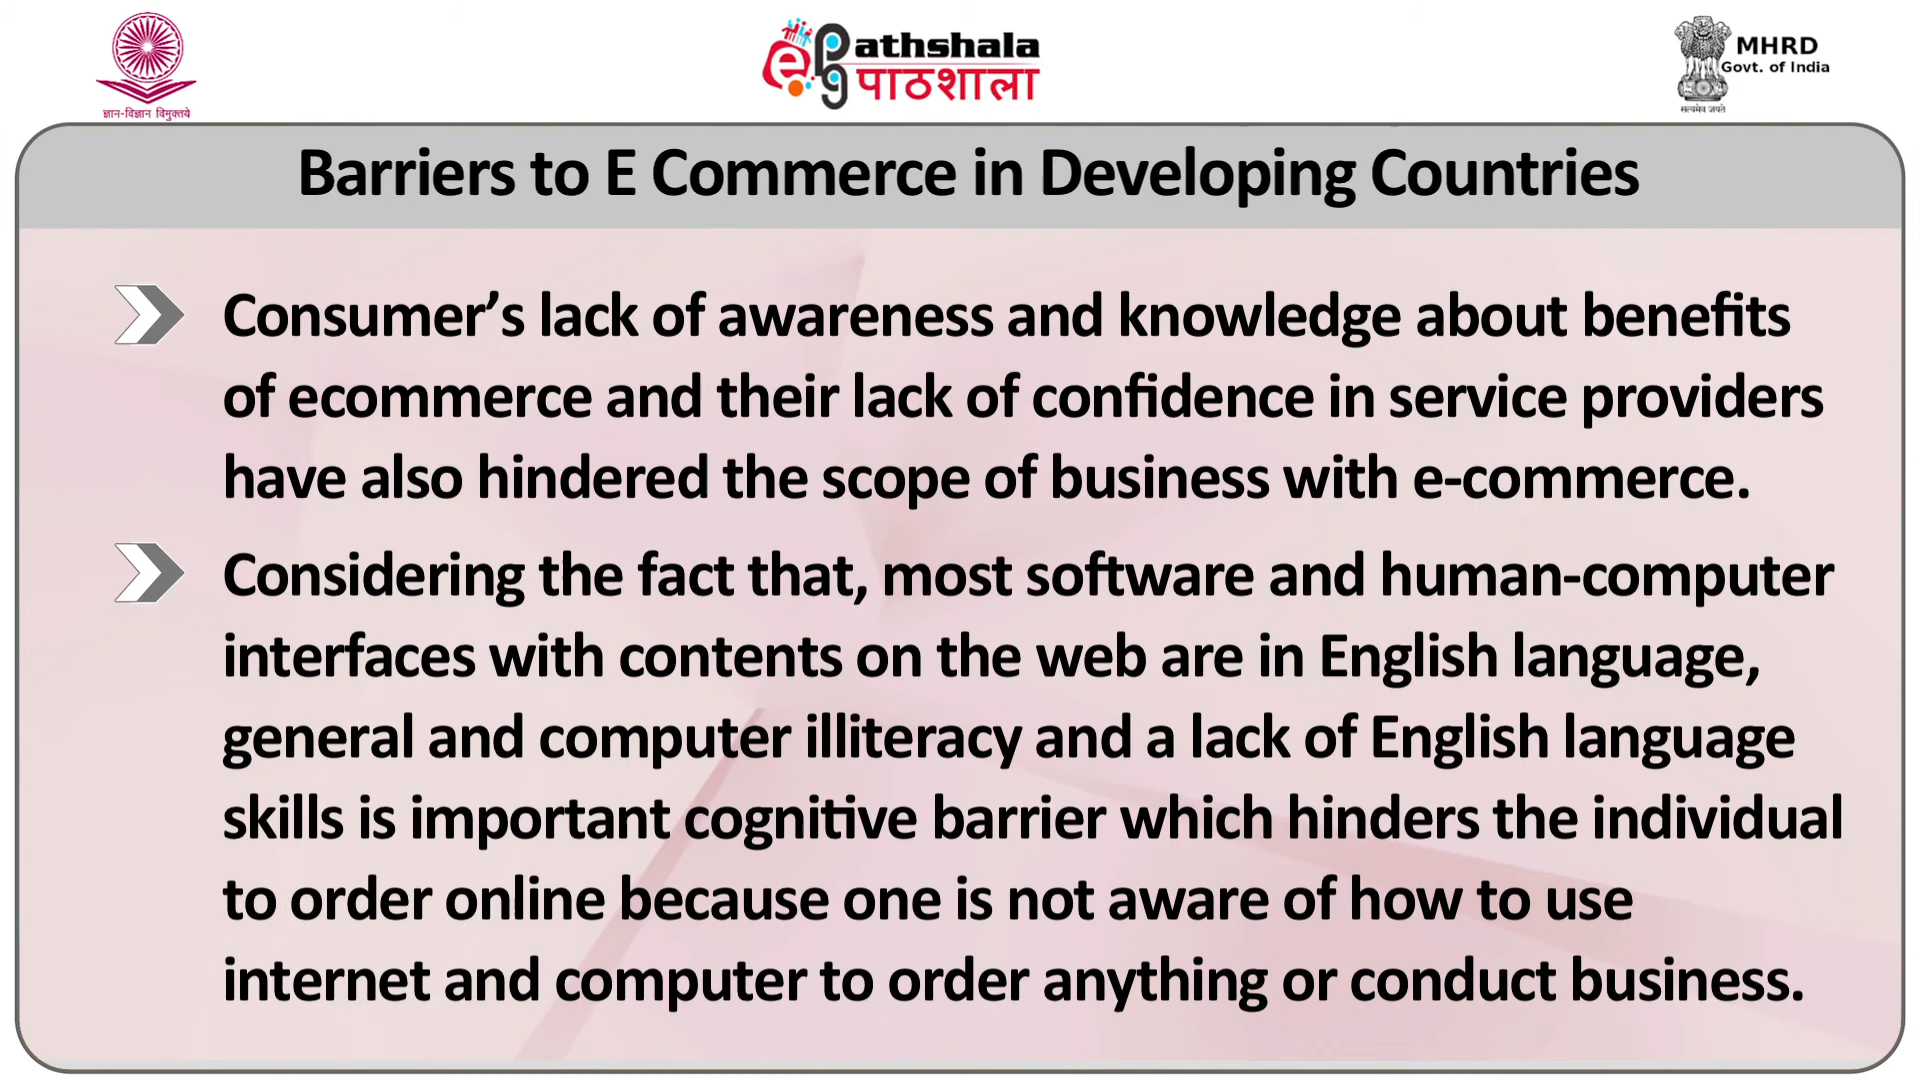 ज्ञान-विज्ञान विमुक्तये
ePg Pathshala
पाठशाला
MHRD
Govt. of India
सत्यमेव जयते
Barriers to E Commerce in Developing Countries
Consumer’s lack of awareness and knowledge about benefits
of ecommerce and their lack of confidence in service providers
have also hindered the scope of business with e-commerce.
Considering the fact that, most software and human-computer
interfaces with contents on the web are in English language,
general and computer illiteracy and a lack of English language
skills is important cognitive barrier which hinders the individual
to order online because one is not aware of how to use
internet and computer to order anything or conduct business.